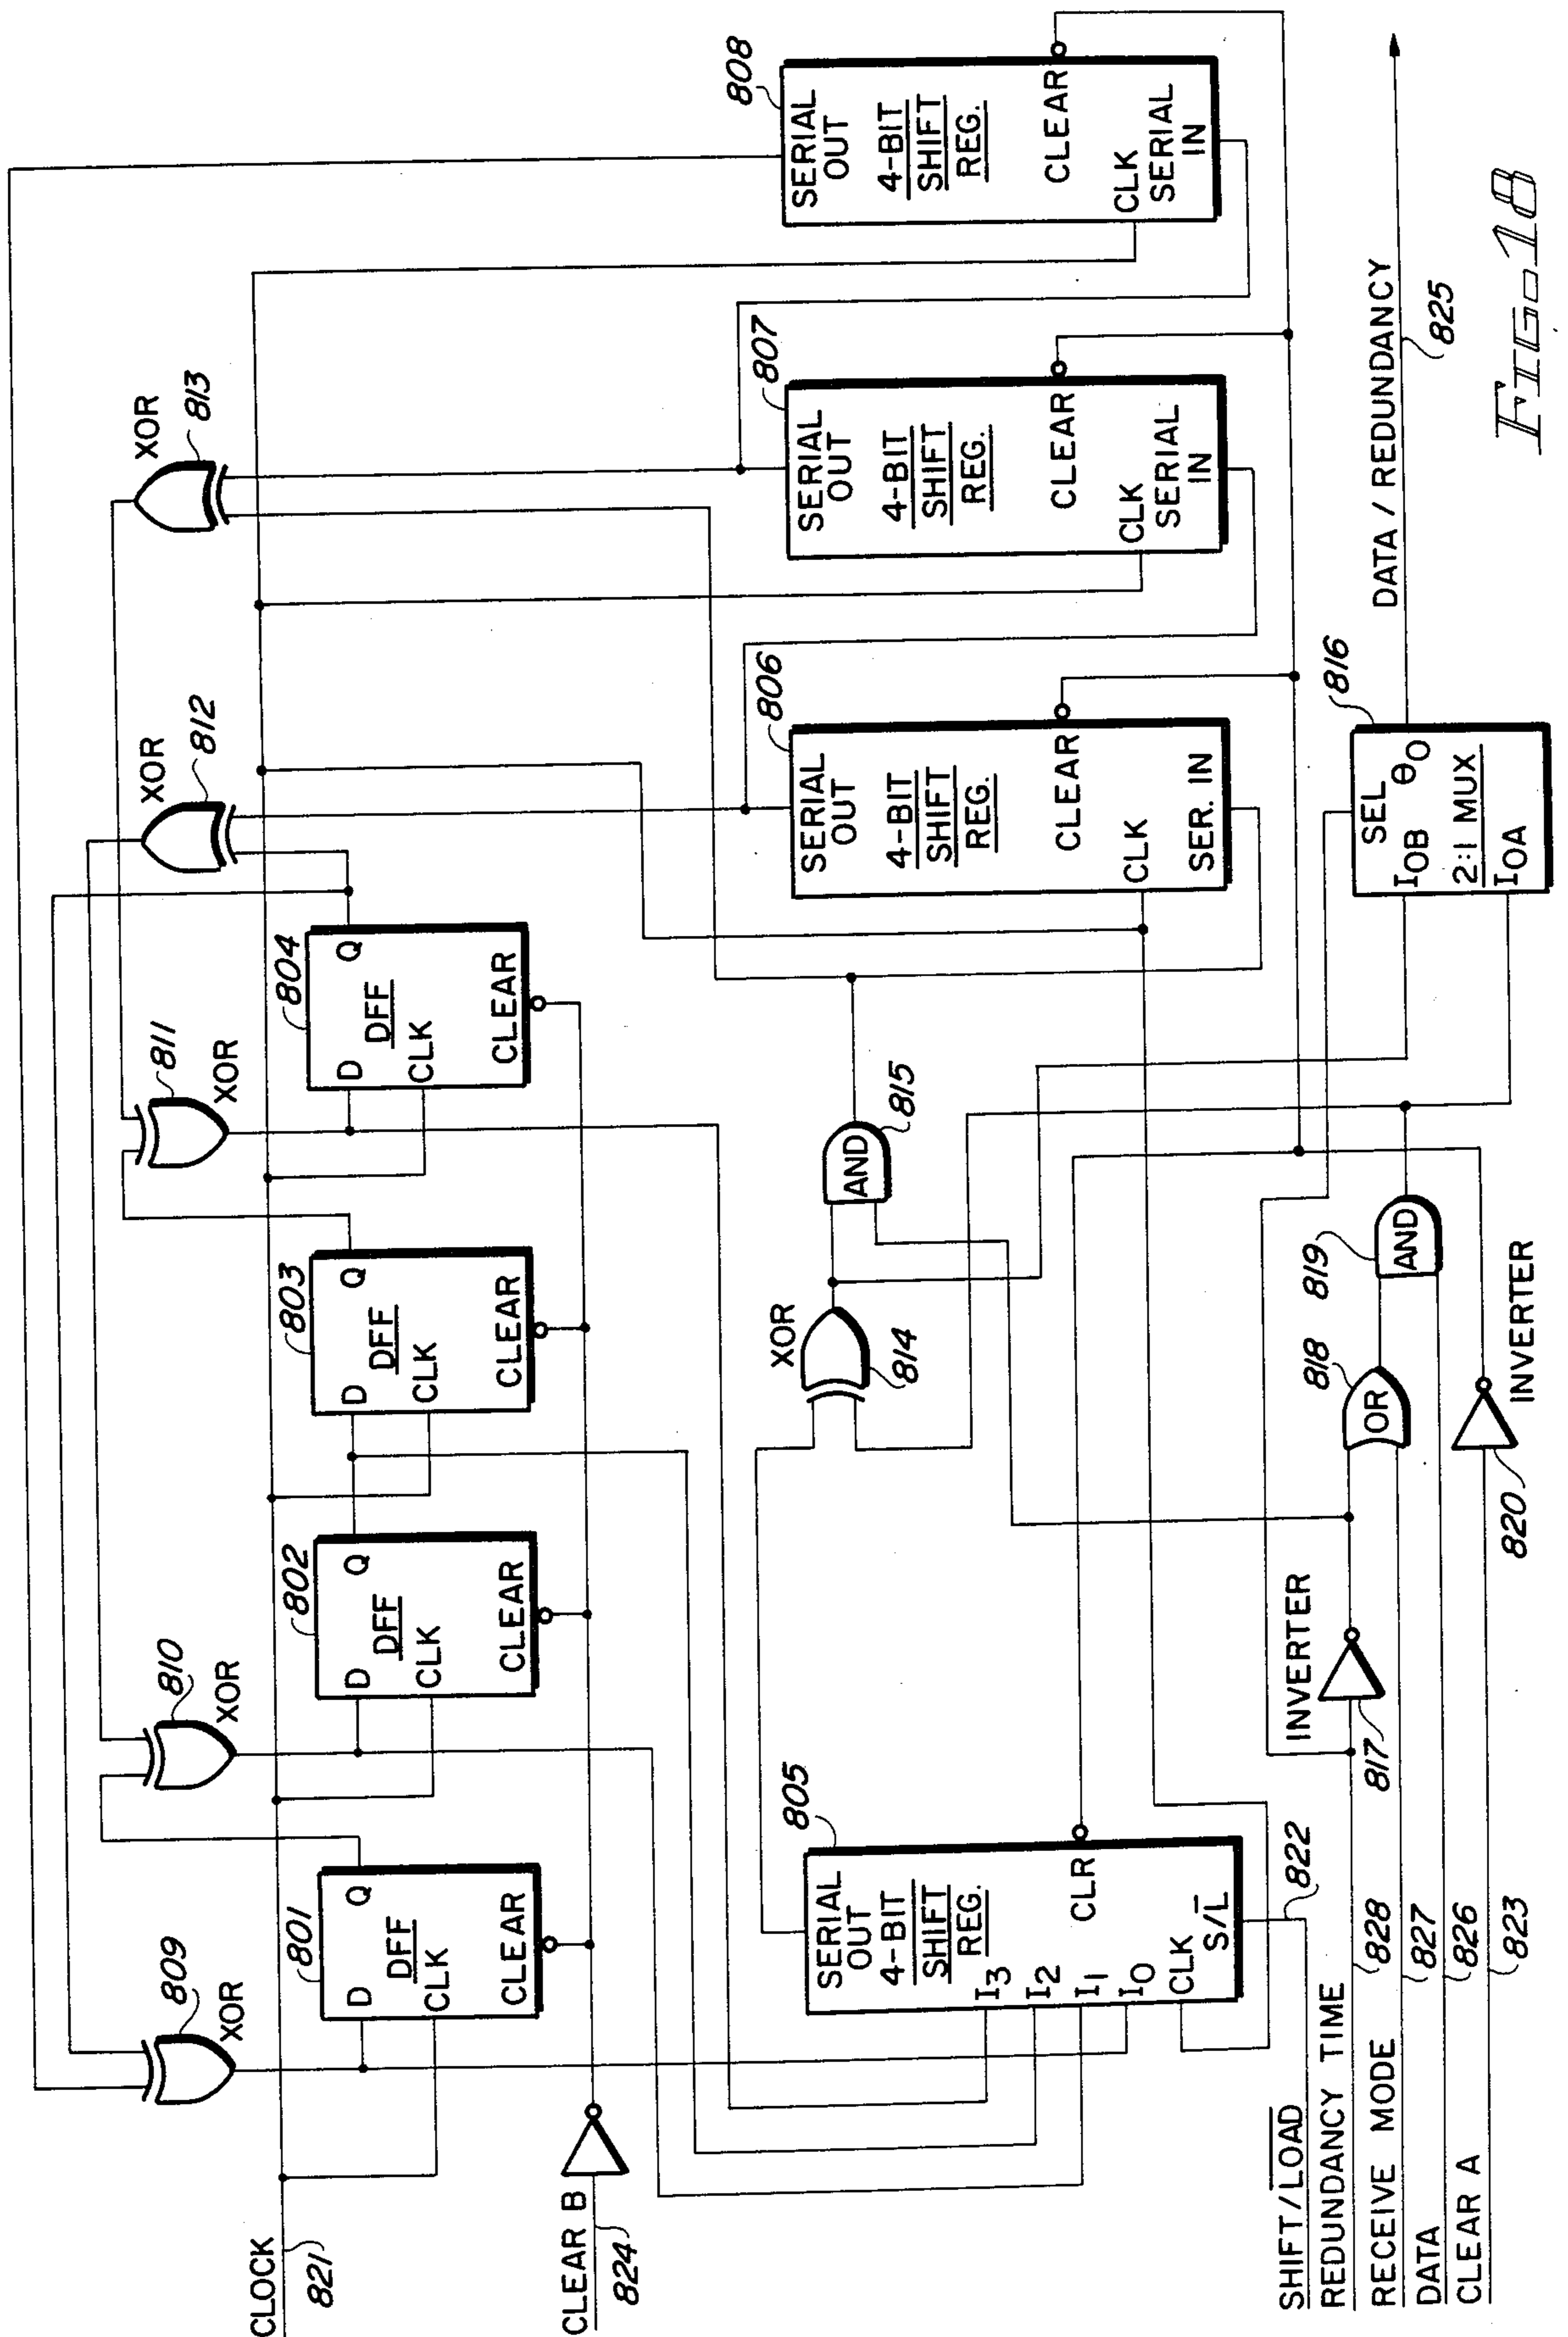 CLOCK
821
CLEAR B
824
809
XOR
810
XOR
811
XOR
XOR
812
XOR
813
801
D
Q
DFF
CLK
CLEAR
802
D
Q
DFF
CLK
CLEAR
803
D
Q
DFF
CLK
CLEAR
804
D
Q
DFF
CLK
CLEAR
805
SERIAL
OUT
4-BIT
SHIFT
REG.
I3
I2
I1
I0
CLR
CLK
S/L̅
822
XOR
814
AND
815
806
SERIAL
OUT
4-BIT
SHIFT
REG.
CLEAR
CLK
SER. IN
807
SERIAL
OUT
4-BIT
SHIFT
REG.
CLEAR
CLK
SERIAL
IN
808
SERIAL
OUT
4-BIT
SHIFT
REG.
CLEAR
CLK
SERIAL
IN
SHIFT/L̅O̅A̅D̅
REDUNDANCY TIME
828
RECEIVE MODE
827
DATA
826
CLEAR A
823
INVERTER
817
OR
818
AND
819
INVERTER
820
816
SEL
θO
IOB
2:1 MUX
IOA
DATA / REDUNDANCY
825
FIG.18